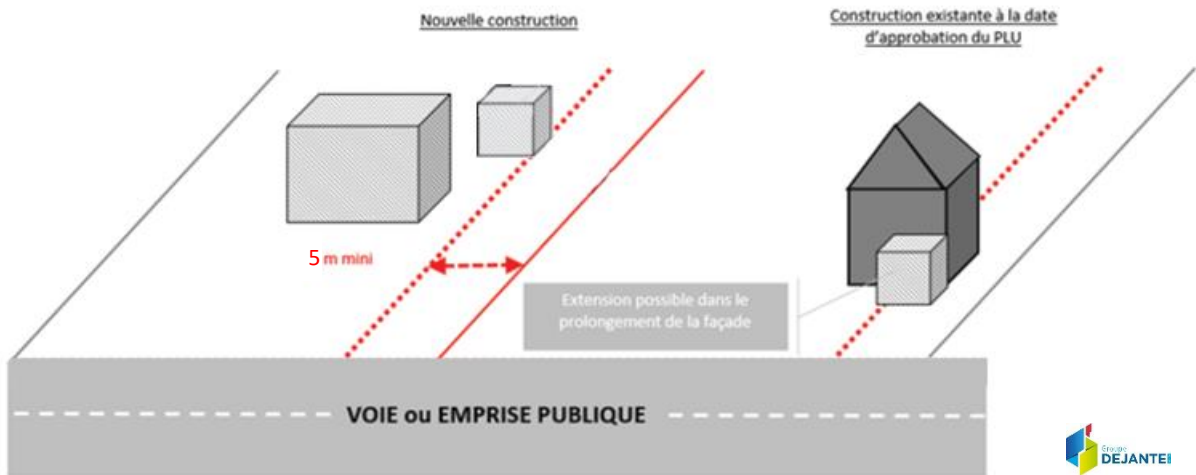 Nouvelle construction
Construction existante à la date
d'approbation du PLU
5 m mini
Extension possible dans le
prolongement de la façade
VOIE ou EMPRISE PUBLIQUE
Groupe
DEJANTE